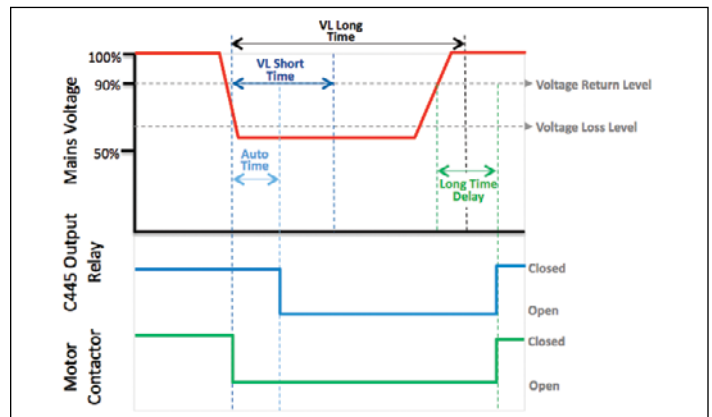 VL Long
Time
100%
VL Short
Time
90%
Voltage Return Level
Mains Voltage
Voltage Loss Level
50%
Auto
Time
Long Time
Delay
C445 Output
Relay
Closed
Open
Motor
Contactor
Closed
Open